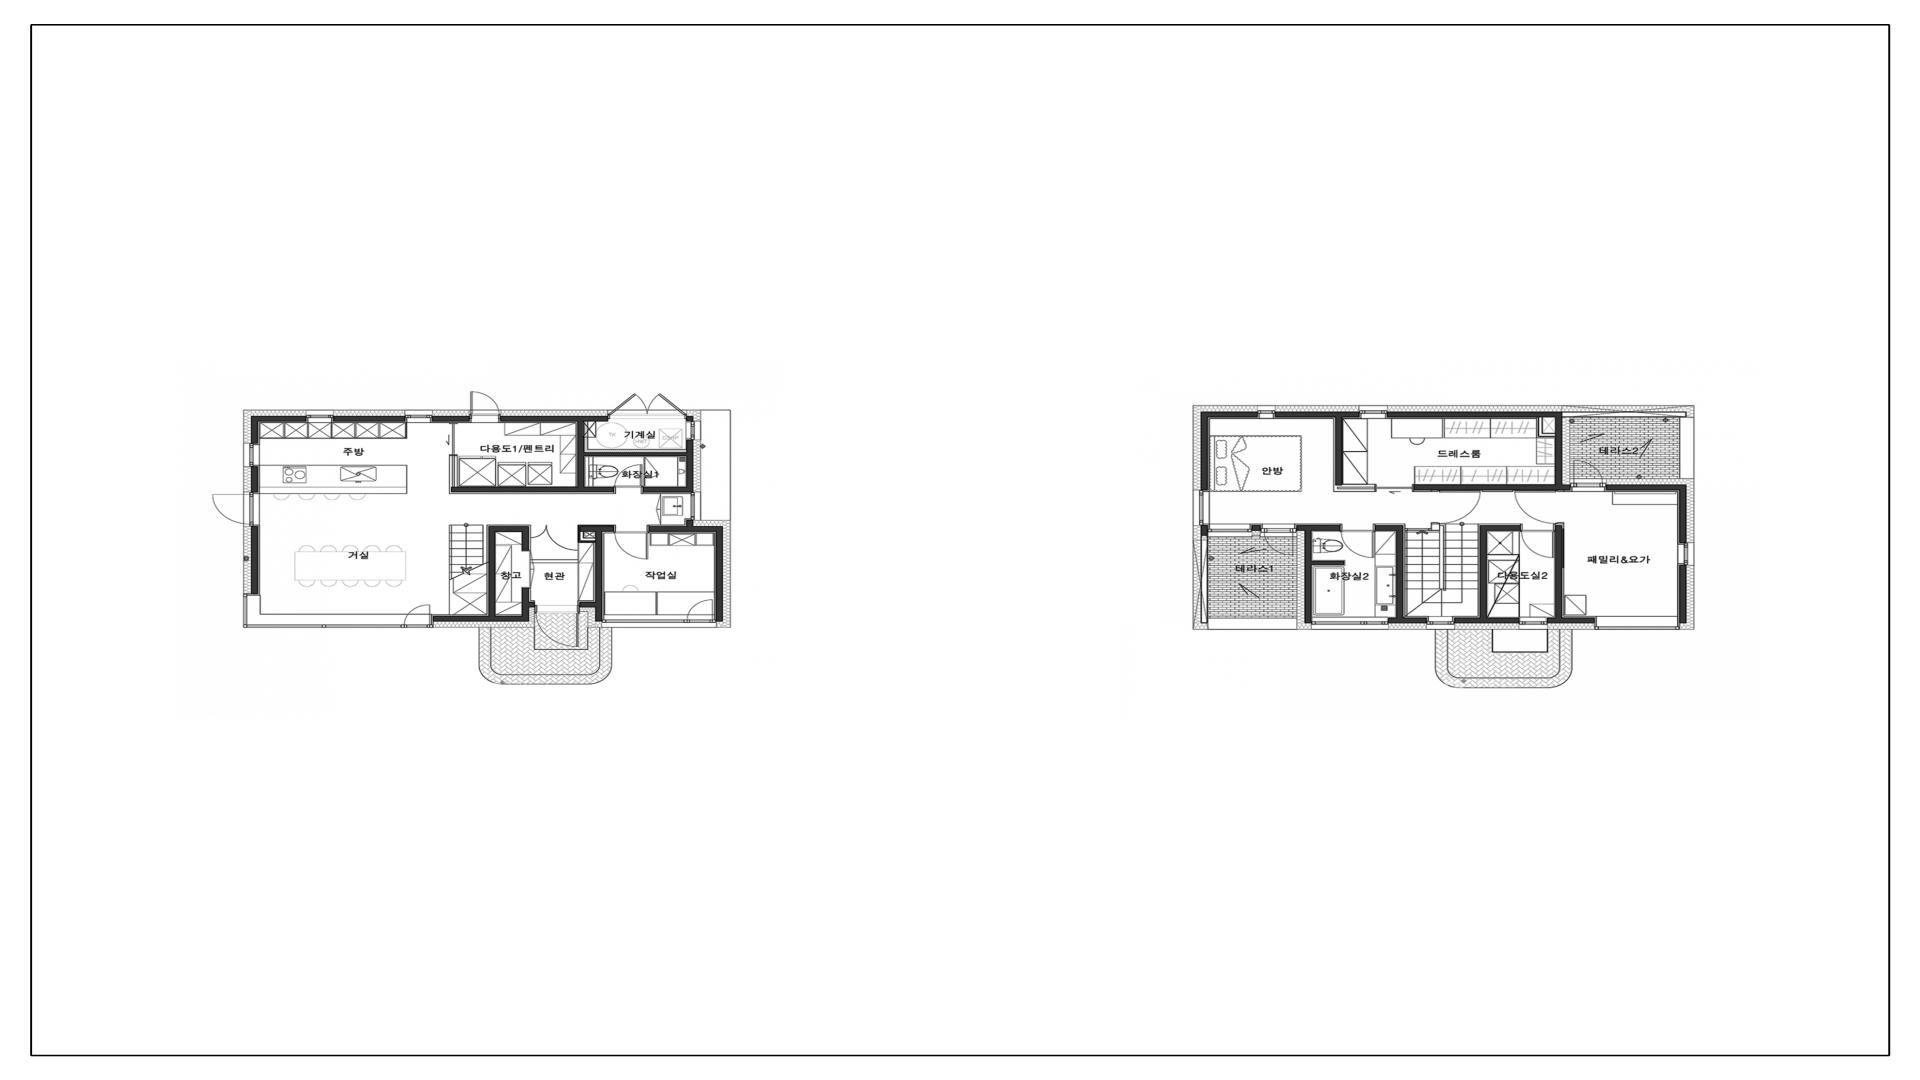 주방
다용도1/펜트리
기계실
TK
화장실1
거실
창고
현관
작업실
안방
드레스룸
테라스2
테라스1
화장실2
다용도실2
패밀리&요가